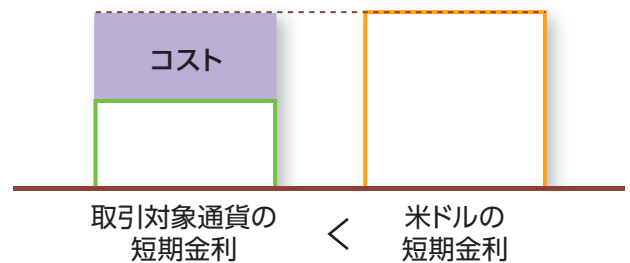 コスト
取引対象通貨の
短期金利
<
米ドルの
短期金利